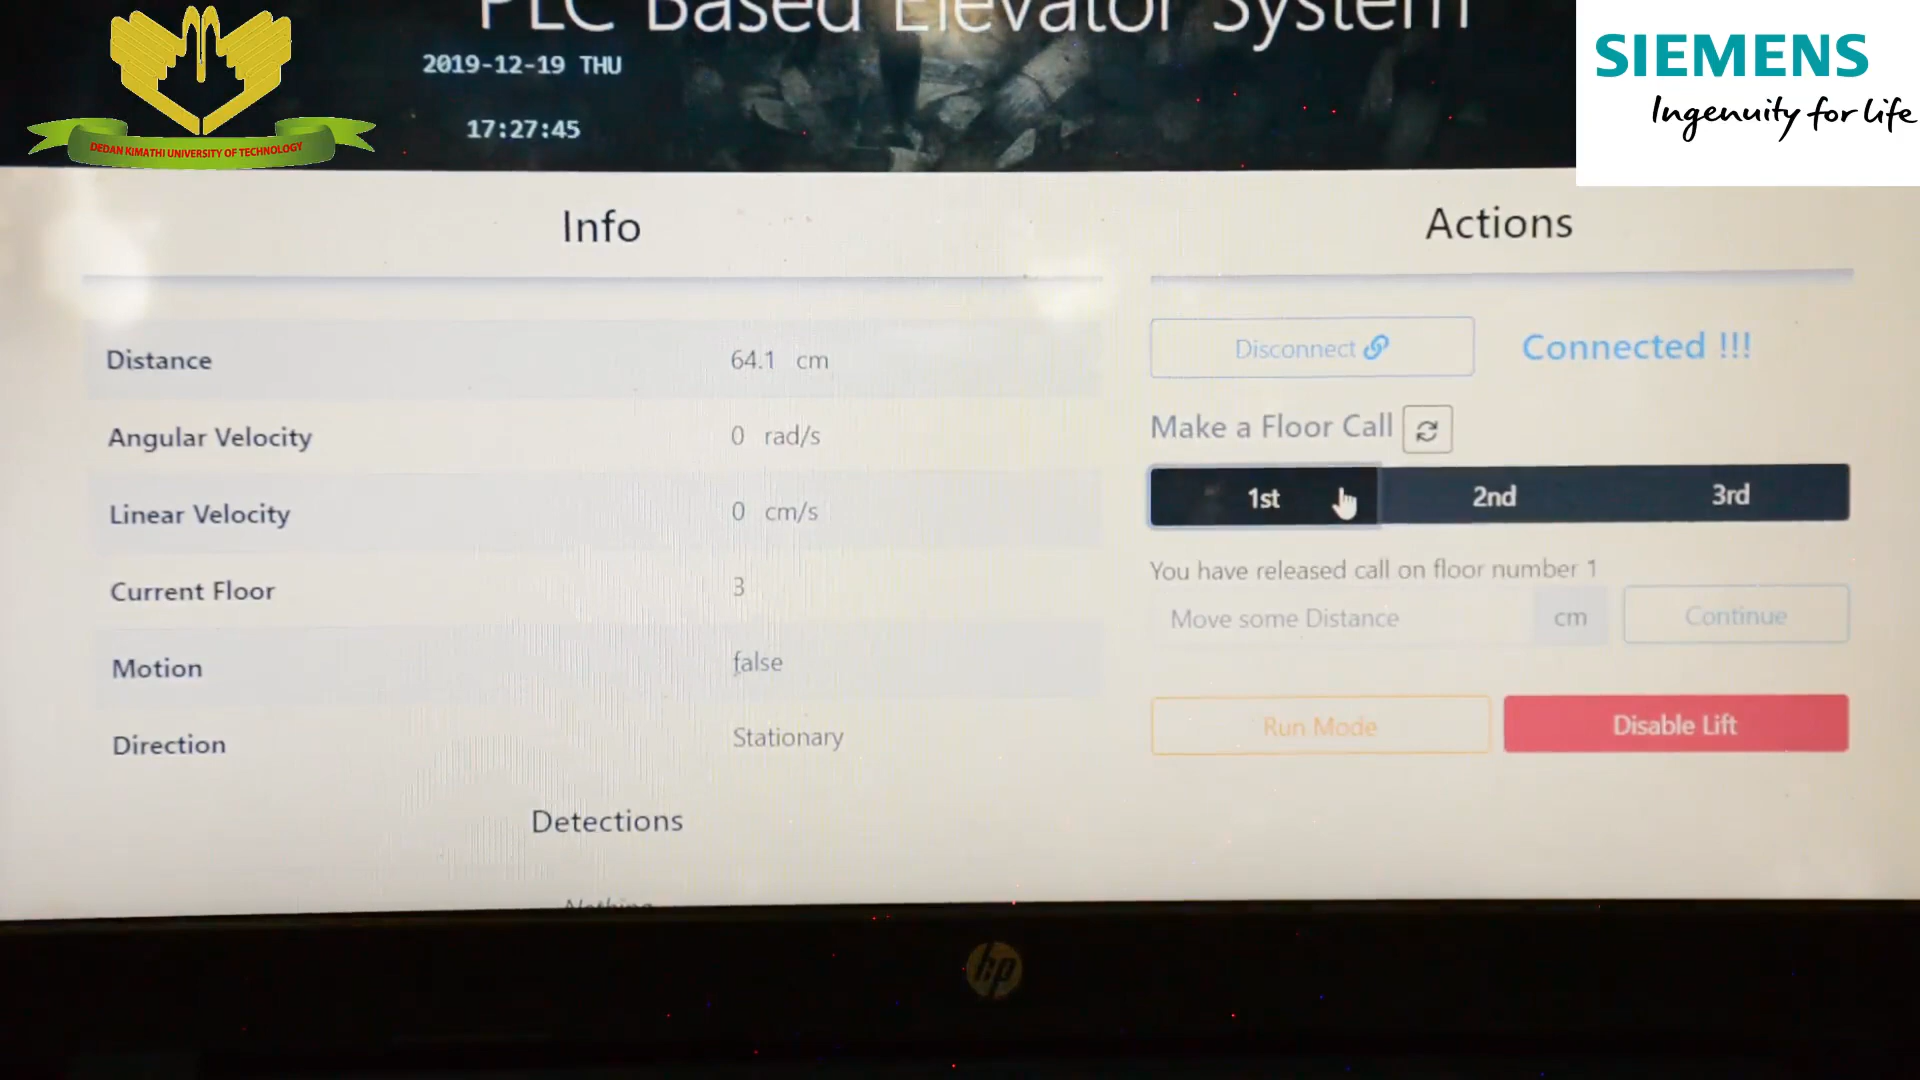 PLC Based Elevator System
2019-12-19 THU
17:27:45
DEDAN KIMATHI UNIVERSITY OF TECHNOLOGY
SIEMENS
Ingenuity for life
Info
Distance 64.1 cm
Angular Velocity 0 rad/s
Linear Velocity 0 cm/s
Current Floor 3
Motion false
Direction Stationary
Detections
Nothing
Actions
Disconnect Connected !!!
Make a Floor Call
1st 2nd 3rd
You have released call on floor number 1
Move some Distance cm Continue
Run Mode Disable Lift
hp